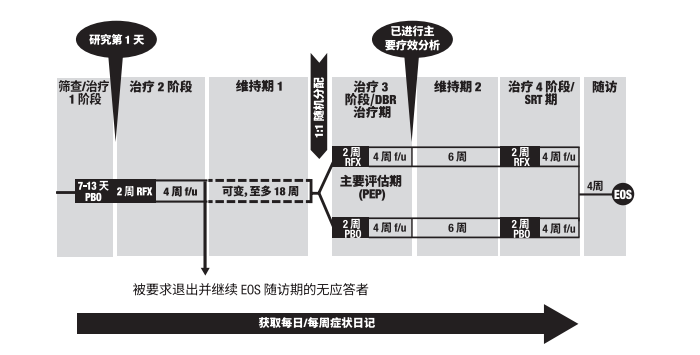 研究第 1 天
已进行主
要疗效分析
筛查/治疗
1 阶段
治疗 2 阶段
维持期 1
1:1 随机分配
治疗 3
阶段/DBR
治疗期
维持期 2
治疗 4 阶段/
SRT 期
随访
2 周
RFX
4 周 f/u
6 周
2 周
RFX
4 周 f/u
7-13 天
PBO
2 周 RFX
4 周 f/u
可变，至多 18 周
主要评估期
(PEP)
4周
EOS
2 周
PBO
4 周 f/u
6 周
2 周
PBO
4 周 f/u
被要求退出并继续 EOS 随访期的无应答者
获取每日/每周症状日记